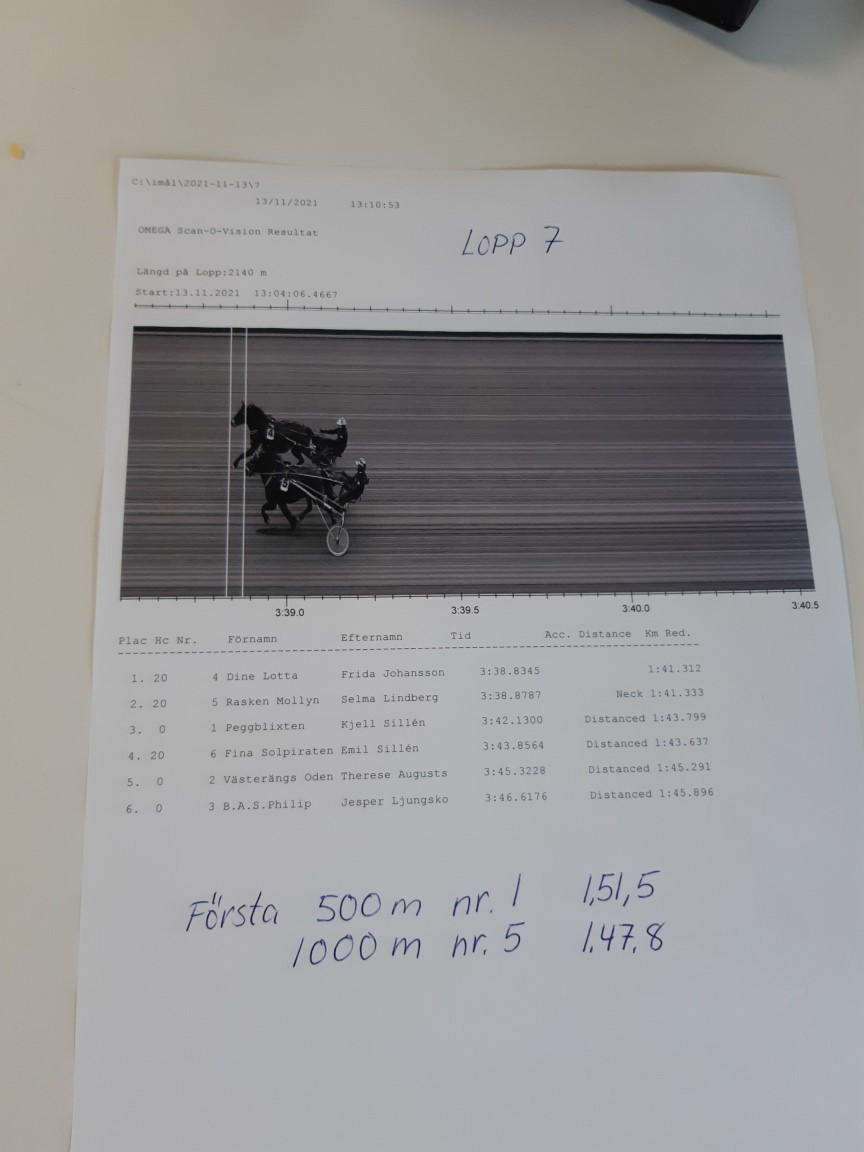 C:\imål\2021-11-13\7
13/11/2021 13:10:53
OMEGA Scan-O-Vision Resultat
LOPP 7
Längd på Lopp:2140 m
Start:13.11.2021 13:04:06.4667
3:39.0 3:39.5 3:40.0 3:40.5
Plac Hc Nr. Förnamn Efternamn Tid Acc. Distance Km Red.
1. 20 4 Dine Lotta Frida Johansson 3:38.8345 1:41.312
2. 20 5 Rasken Mollyn Selma Lindberg 3:38.8787 Neck 1:41.333
3. 0 1 Peggblixten Kjell Sillén 3:42.1300 Distanced 1:43.799
4. 20 6 Fina Solpiraten Emil Sillén 3:43.8564 Distanced 1:43.637
5. 0 2 Västerängs Oden Therese Augusts 3:45.3228 Distanced 1:45.291
6. 0 3 B.A.S.Philip Jesper Ljungsko 3:46.6176 Distanced 1:45.896
Första 500 m nr. 1 1,51,5
1000 m nr. 5 1.47.8